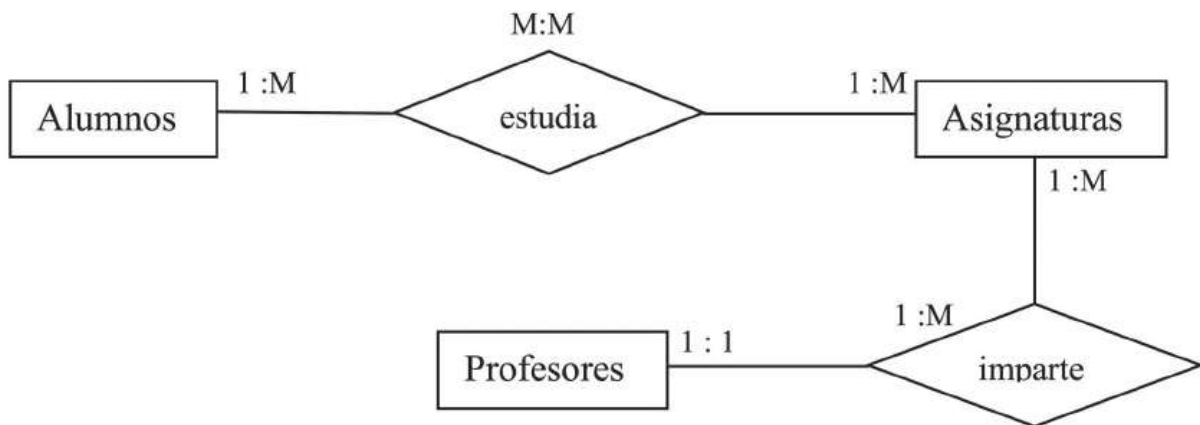 M:M
1 :M
1 :M
Alumnos
estudia
Asignaturas
1 :M
1 :M
1 : 1
Profesores
imparte